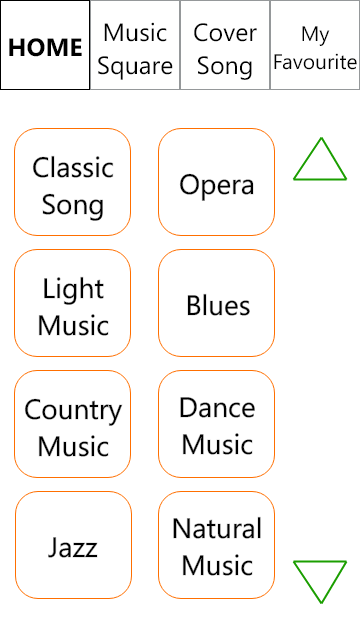 HOME
Music
Square
Cover
Song
My
Favourite
Classic
Song
Opera
Light
Music
Blues
Country
Music
Dance
Music
Jazz
Natural
Music